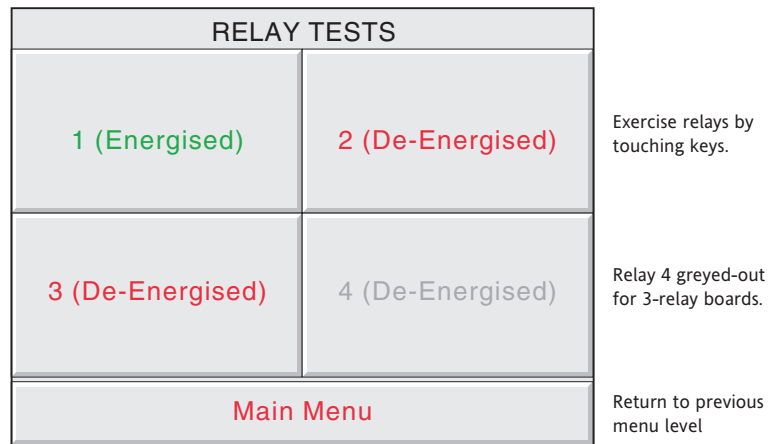 RELAY TESTS
1 (Energised)
2 (De-Energised)
Exercise relays by
touching keys.
3 (De-Energised)
4 (De-Energised)
Relay 4 greyed-out
for 3-relay boards.
Main Menu
Return to previous
menu level